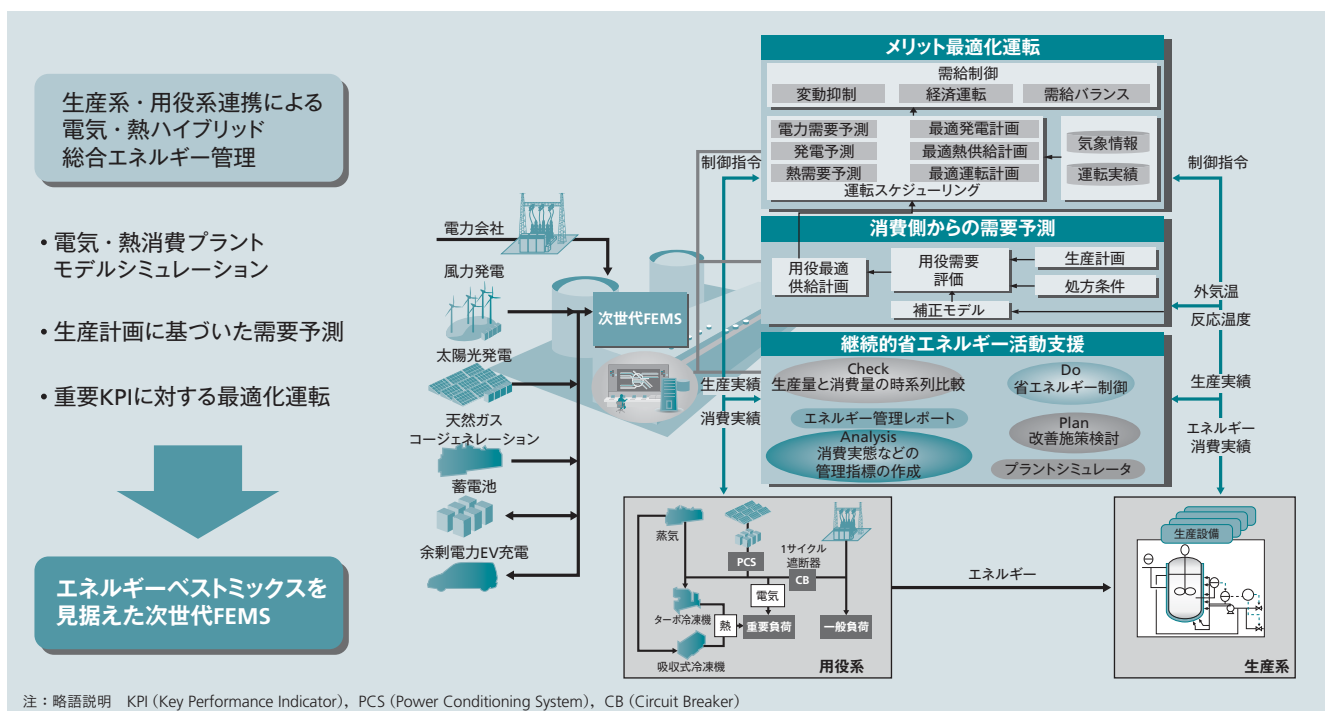 生産系・用役系連携による
電気・熱ハイブリッド
総合エネルギー管理
・電気・熱消費プラント
モデルシミュレーション
・生産計画に基づいた需要予測
・重要KPIに対する最適化運転
エネルギーベストミックスを
見据えた次世代FEMS
電力会社
風力発電
太陽光発電
天然ガス
コージェネレーション
蓄電池
余剰電力EV充電
次世代FEMS
制御指令
生産実績
消費実績
メリット最適化運転
需給制御
変動抑制
経済運転
需給バランス
電力需要予測
最適発電計画
発電予測
最適熱供給計画
熱需要予測
最適運転計画
運転スケジューリング
気象情報
運転実績
消費側からの需要予測
用役最適
供給計画
用役需要
評価
生産計画
処方条件
補正モデル
継続的省エネルギー活動支援
Check
生産量と消費量の時系列比較
Do
省エネルギー制御
エネルギー管理レポート
Plan
改善施策検討
Analysis
消費実態などの
管理指標の作成
プラントシミュレータ
制御指令
外気温
反応温度
生産実績
エネルギー
消費実績
蒸気
PCS
1サイクル
遮断器
CB
電気
ターボ冷凍機
熱
重要負荷
一般負荷
吸収式冷凍機
用役系
エネルギー
生産設備
生産系
注：略語説明 KPI（Key Performance Indicator），PCS（Power Conditioning System），CB（Circuit Breaker）